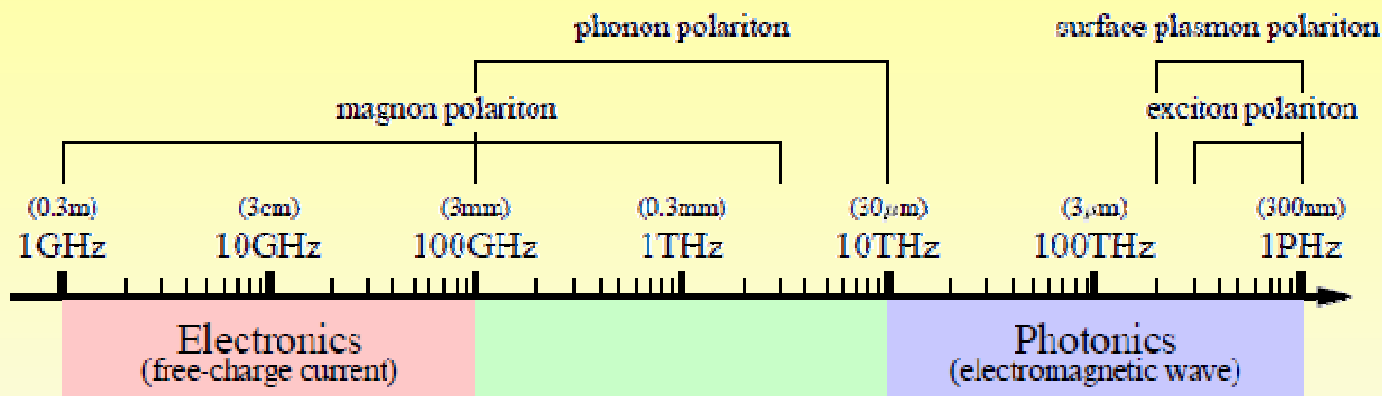 phonon polariton
surface plasmon polariton
magnon polariton
exciton polariton
(0.3m) (3cm) (3mm) (0.3mm) (30μm) (3μm) (300nm)
1GHz 10GHz 100GHz 1THz 10THz 100THz 1PHz
Electronics
(free-charge current)
Photonics
(electromagnetic wave)